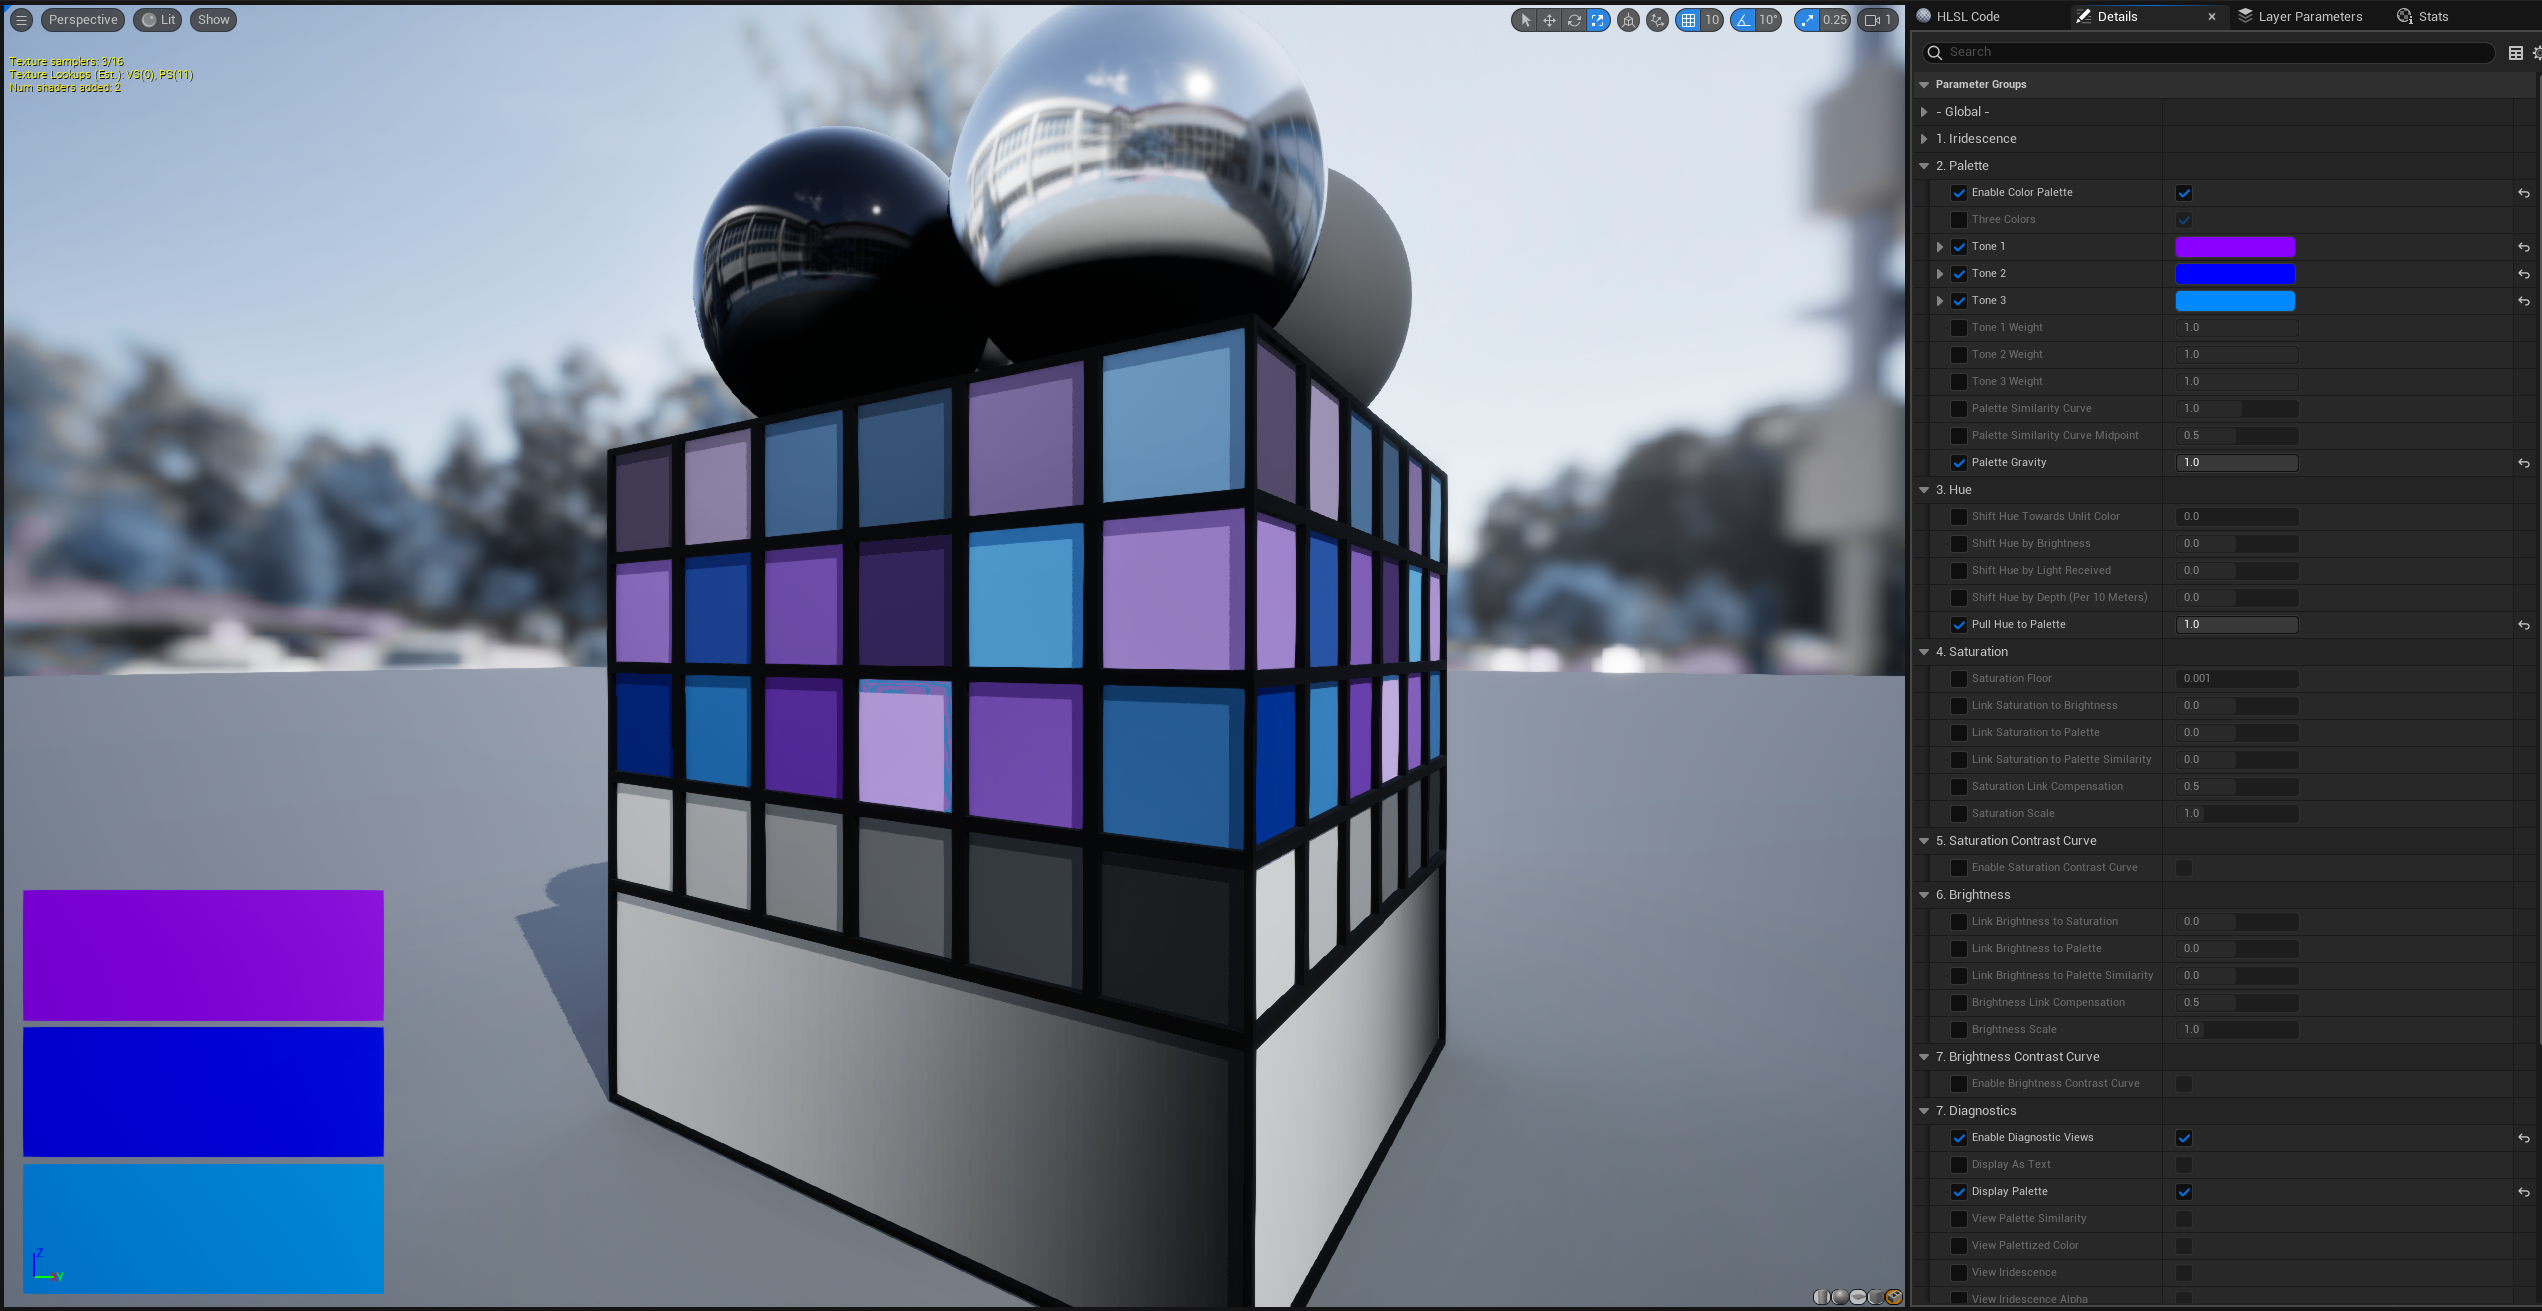 Perspective
Lit
Show
10
10°
0.25
1
Texture samplers: 3/16
Texture Lookups (Est.): VS(0), PS(11)
Num shaders added: 2
Z
Y
HLSL Code
Details
Layer Parameters
Stats
Search
Parameter Groups
- Global -
1. Iridescence
2. Palette
Enable Color Palette
Three Colors
Tone 1
Tone 2
Tone 3
Tone 1 Weight 1.0
Tone 2 Weight 1.0
Tone 3 Weight 1.0
Palette Similarity Curve 1.0
Palette Similarity Curve Midpoint 0.5
Palette Gravity 1.0
3. Hue
Shift Hue Towards Unlit Color 0.0
Shift Hue by Brightness 0.0
Shift Hue by Light Received 0.0
Shift Hue by Depth (Per 10 Meters) 0.0
Pull Hue to Palette 1.0
4. Saturation
Saturation Floor 0.001
Link Saturation to Brightness 0.0
Link Saturation to Palette 0.0
Link Saturation to Palette Similarity 0.0
Saturation Link Compensation 0.5
Saturation Scale 1.0
5. Saturation Contrast Curve
Enable Saturation Contrast Curve
6. Brightness
Link Brightness to Saturation 0.0
Link Brightness to Palette 0.0
Link Brightness to Palette Similarity 0.0
Brightness Link Compensation 0.5
Brightness Scale 1.0
7. Brightness Contrast Curve
Enable Brightness Contrast Curve
7. Diagnostics
Enable Diagnostic Views
Display As Text
Display Palette
View Palette Similarity
View Palettized Color
View Iridescence
View Iridescence Alpha